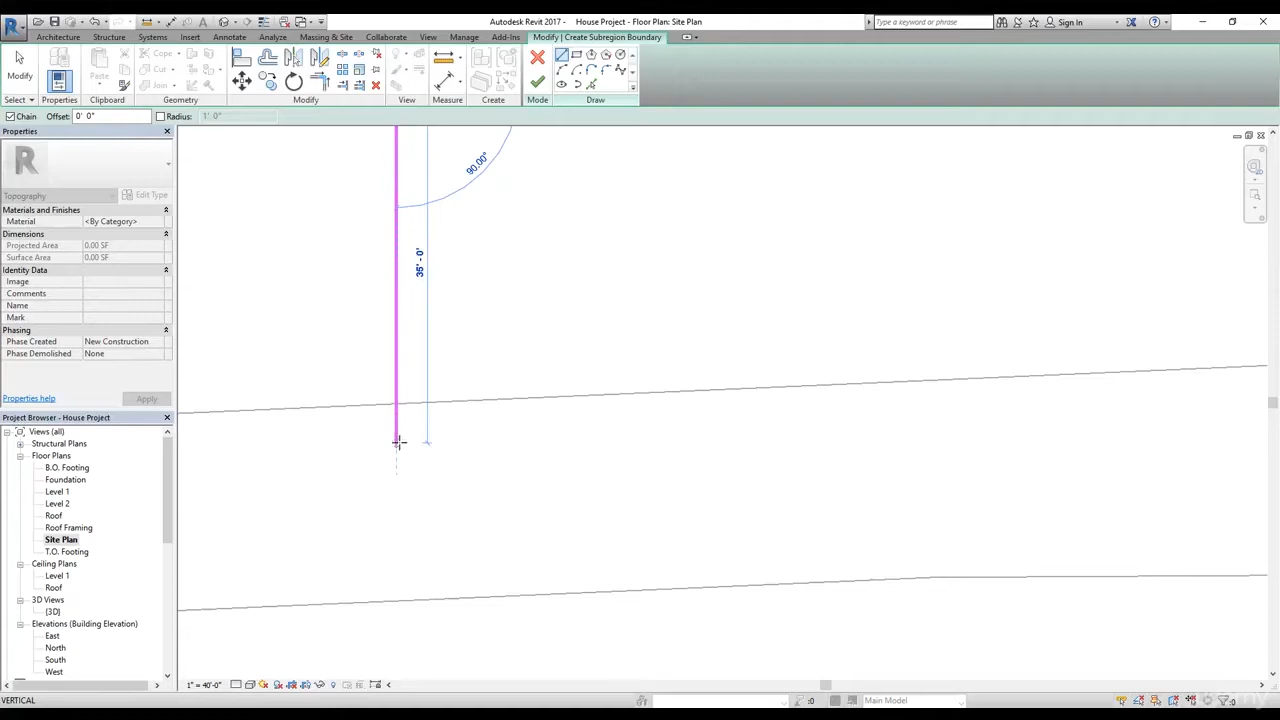 Autodesk Revit 2017 - House Project - Floor Plan: Site Plan
Type a keyword or phrase
Sign In
Architecture Structure Systems Insert Annotate Analyze Massing & Site Collaborate View Manage Add-Ins Modify | Create Subregion Boundary
Modify
Paste
Cope
Cut
Join
Select Properties Clipboard Geometry Modify View Measure Create Mode Draw
Chain Offset: 0' 0" Radius: 1' 0"
Properties
Topography
Edit Type
Materials and Finishes
Material <By Category>
Dimensions
Projected Area 0.00 SF
Surface Area 0.00 SF
Identity Data
Image
Comments
Name
Mark
Phasing
Phase Created New Construction
Phase Demolished None
Properties help
Apply
Project Browser - House Project
Views (all)
Structural Plans
Floor Plans
B.O. Footing
Foundation
Level 1
Level 2
Roof
Roof Framing
Site Plan
T.O. Footing
Ceiling Plans
Level 1
Roof
3D Views
{3D}
Elevations (Building Elevation)
East
North
South
West
90.00°
35' - 0"
1" = 40'-0"
VERTICAL
:0
Main Model
:0